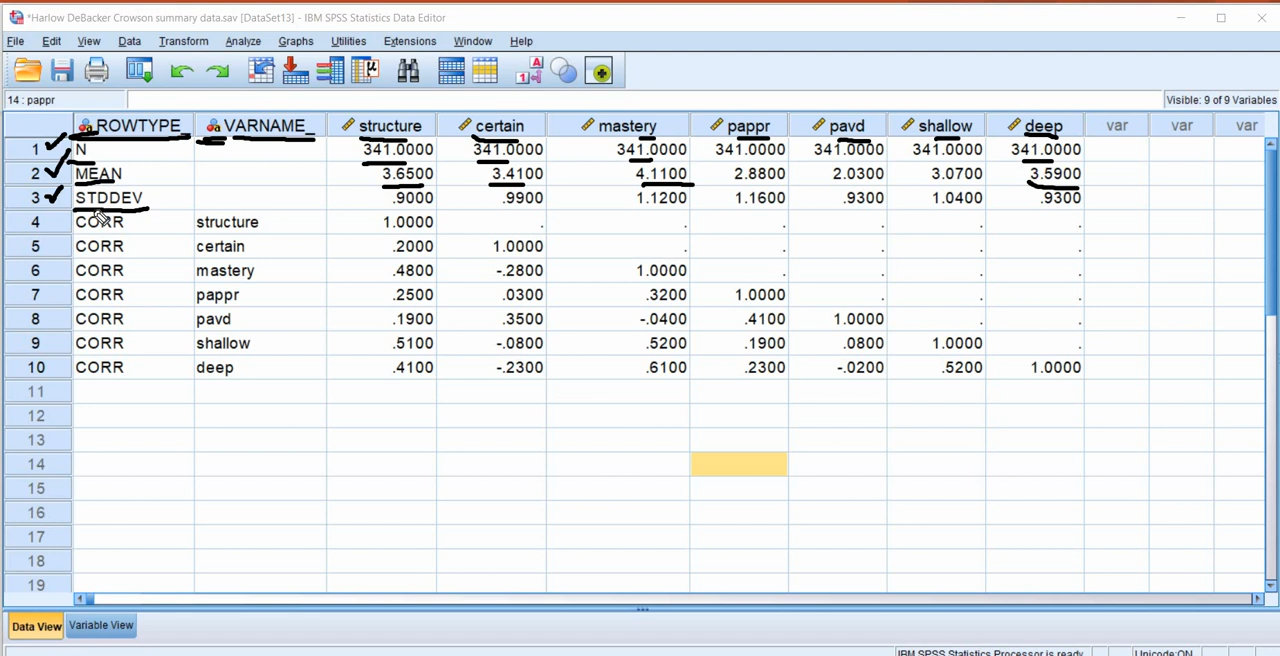 *Harlow DeBacker Crowson summary data.sav [DataSet13] - IBM SPSS Statistics Data Editor
File Edit View Data Transform Analyze Graphs Utilities Extensions Window Help
14 : pappr Visible: 9 of 9 Variables
ROWTYPE_ VARNAME_ structure certain mastery pappr pavd shallow deep var var var
1 N 341.0000 341.0000 341.0000 341.0000 341.0000 341.0000 341.0000
2 MEAN 3.6500 3.4100 4.1100 2.8800 2.0300 3.0700 3.5900
3 STDDEV .9000 .9900 1.1200 1.1600 .9300 1.0400 .9300
4 CORR structure 1.0000 . . . . . .
5 CORR certain .2000 1.0000 . . . . .
6 CORR mastery .4800 -.2800 1.0000 . . . .
7 CORR pappr .2500 .0300 .3200 1.0000 . . .
8 CORR pavd .1900 .3500 -.0400 .4100 1.0000 . .
9 CORR shallow .5100 -.0800 .5200 .1900 .0800 1.0000 .
10 CORR deep .4100 -.2300 .6100 .2300 -.0200 .5200 1.0000
11
12
13
14
15
16
17
18
19
Data View Variable View
IBM SPSS Statistics Processor is ready Unicode:ON